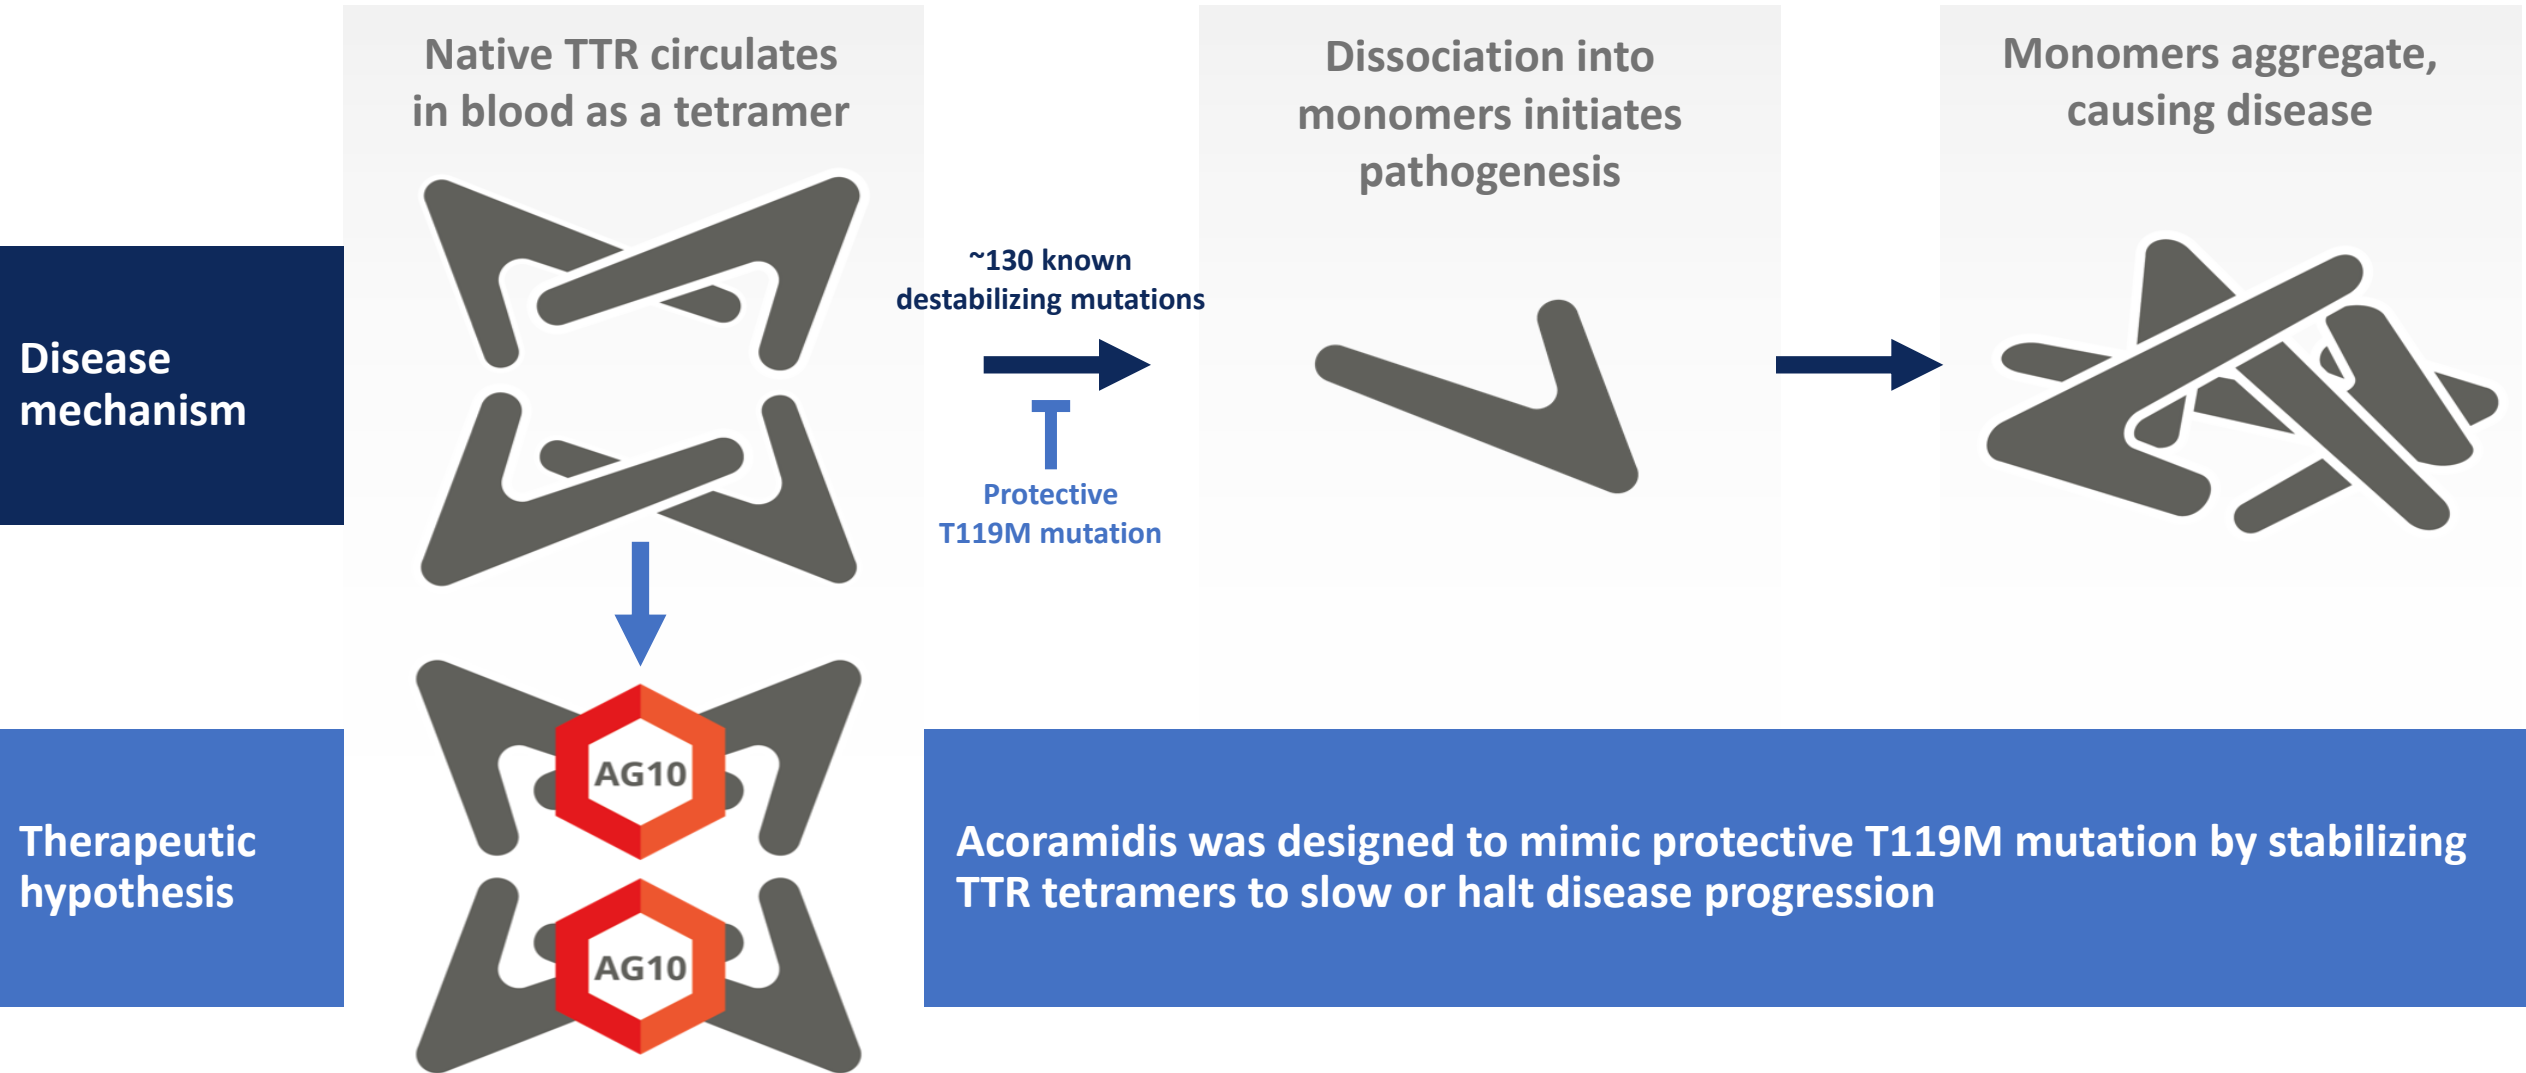 Native TTR circulates
in blood as a tetramer
Dissociation into
monomers initiates
pathogenesis
Monomers aggregate,
causing disease
Disease
mechanism
~130 known
destabilizing mutations
Protective
T119M mutation
Therapeutic
hypothesis
AG10
AG10
Acoramidis was designed to mimic protective T119M mutation by stabilizing
TTR tetramers to slow or halt disease progression